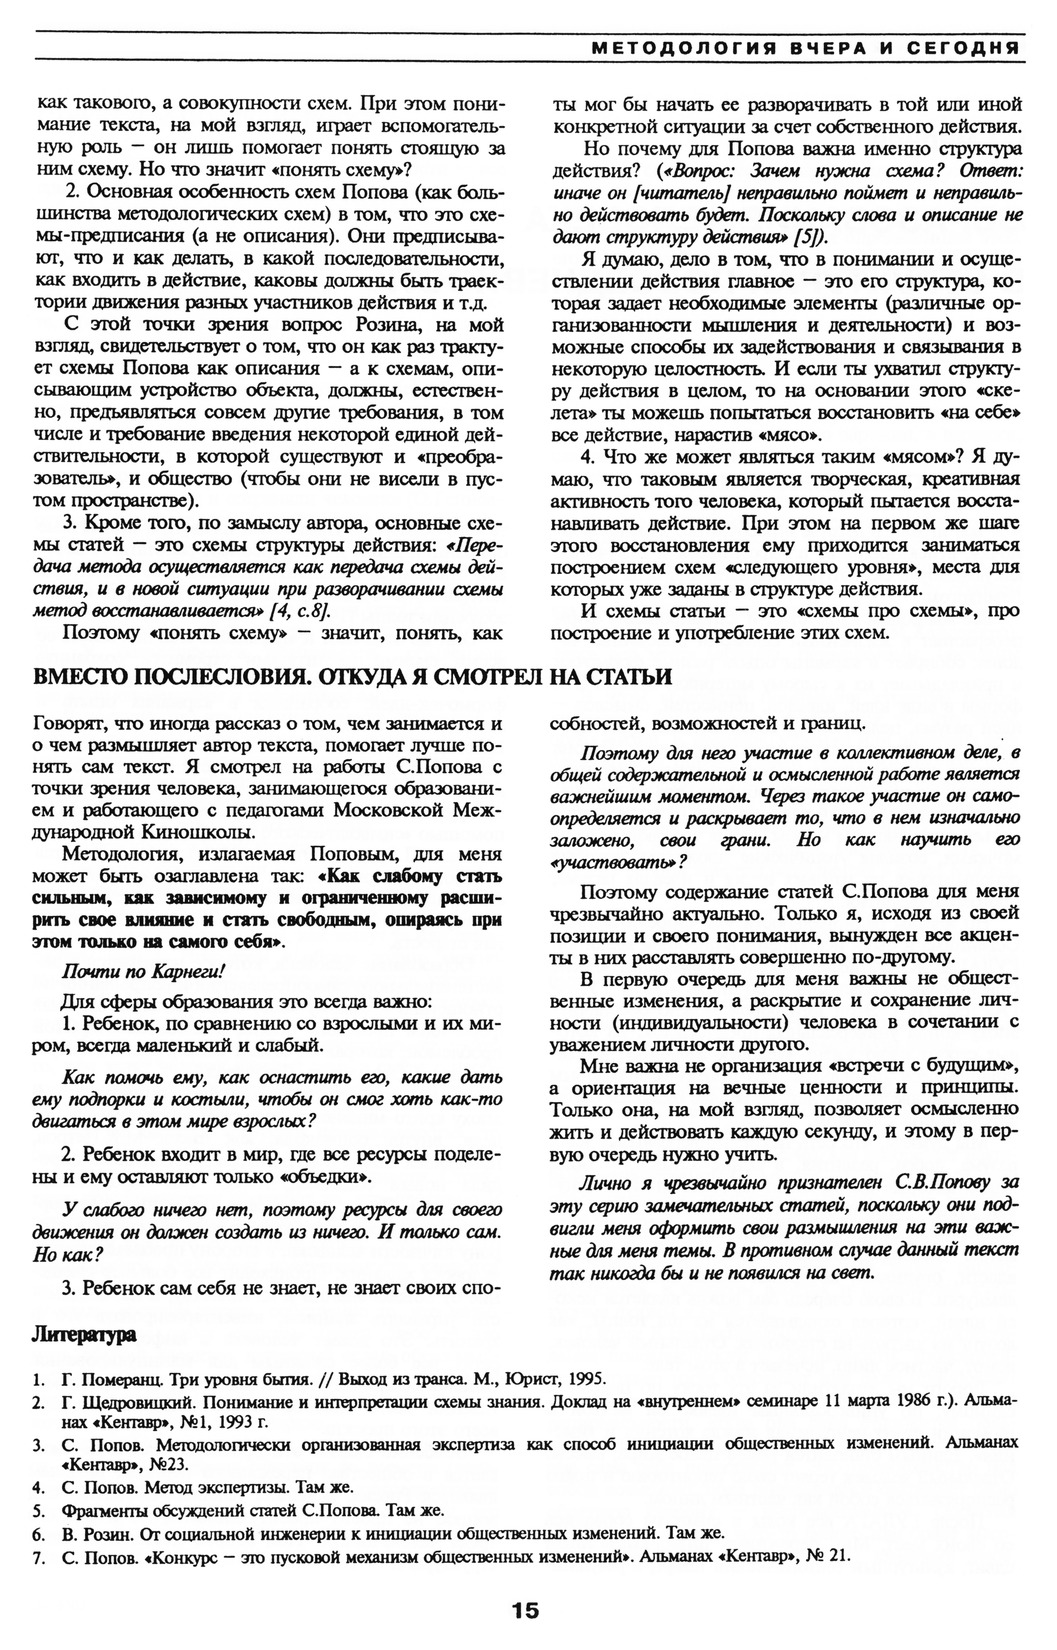 МЕТОДОЛОГИЯ ВЧЕРА И СЕГОДНЯ
как такового, а совокупности схем. При этом пони-
мание текста, на мой взгляд, играет вспомогатель-
ную роль — он лишь помогает понять стоящую за
ним схему. Но что значит «понять схему»?
2. Основная особенность схем Попова (как боль-
шинства методологических схем) в том, что это схе-
мы-предписания (а не описания). Они предписыва-
ют, что и как делать, в какой последовательности,
как входить в действие, каковы должны быть траек-
тории движения разных участников действия и т.д.
С этой точки зрения вопрос Розина, на мой
взгляд, свидетельствует о том, что он как раз тракту-
ет схемы Попова как описания — а к схемам, опи-
сывающим устройство объекта, должны, естествен-
но, предъявляться совсем другие требования, в том
числе и требование введения некоторой единой дей-
ствительности, в которой существуют и «преобра-
зователь», и общество (чтобы они не висели в пус-
том пространстве).
3. Кроме того, по замыслу автора, основные схе-
мы статей — это схемы структуры действия: «Пере-
дача метода осуществляется как передача схемы дей-
ствия, и в новой ситуации при разворачивании схемы
метод восстанавливается» [4, с.8].
Поэтому «понять схему» — значит, понять, как
ты мог бы начать ее разворачивать в той или иной
конкретной ситуации за счет собственного действия.
Но почему для Попова важна именно структура
действия? («Вопрос: Зачем нужна схема? Ответ:
иначе он [читатель] неправильно поймет и неправиль-
но действовать будет. Поскольку слова и описание не
дают структуру действия» [5]).
Я думаю, дело в том, что в понимании и осуще-
ствлении действия главное — это его структура, ко-
торая задает необходимые элементы (различные ор-
ганизованности мышления и деятельности) и воз-
можные способы их задействования и связывания в
некоторую целостность. И если ты ухватил структу-
ру действия в целом, то на основании этого «ске-
лета» ты можешь попытаться восстановить «на себе»
все действие, нарастив «мясо».
4. Что же может являться таким «мясом»? Я ду-
маю, что таковым является творческая, креативная
активность того человека, который пытается восста-
навливать действие. При этом на первом же шаге
этого восстановления ему приходится заниматься
построением схем «следующего уровня», места для
которых уже заданы в структуре действия.
И схемы статьи — это «схемы про схемы», про
построение и употребление этих схем.
ВМЕСТО ПОСЛЕСЛОВИЯ. ОТКУДА Я СМОТРЕЛ НА СТАТЬИ
Говорят, что иногда рассказ о том, чем занимается и
о чем размышляет автор текста, помогает лучше по-
нять сам текст. Я смотрел на работы С.Попова с
точки зрения человека, занимающегося образовани-
ем и работающего с педагогами Московской Меж-
дународной Киношколы.
Методология, излагаемая Поповым, для меня
может быть озаглавлена так: «Как слабому стать
сильным, как зависимому и ограниченному расши-
рить свое влияние и стать свободным, опираясь при
этом только на самого себя».
Почти по Карнеги!
Для сферы образования это всегда важно:
1. Ребенок, по сравнению со взрослыми и их ми-
ром, всегда маленький и слабый.
Как помочь ему, как оснастить его, какие дать
ему подпорки и костыли, чтобы он смог хоть как-то
двигаться в этом мире взрослых?
2. Ребенок входит в мир, где все ресурсы поделе-
ны и ему оставляют только «объедки».
У слабого ничего нет, поэтому ресурсы для своего
движения он должен создать из ничего. И только сам.
Но как?
3. Ребенок сам себя не знает, не знает своих спо-
собностей, возможностей и границ.
Поэтому для него участие в коллективном деле, в
общей содержательной и осмысленной работе является
важнейшим моментом. Через такое участие он само-
определяется и раскрывает то, что в нем изначально
заложено, свои грани. Но как научить его
«участвовать»?
Поэтому содержание статей С.Попова для меня
чрезвычайно актуально. Только я, исходя из своей
позиции и своего понимания, вынужден все акцен-
ты в них расставлять совершенно по-другому.
В первую очередь для меня важны не общест-
венные изменения, а раскрытие и сохранение лич-
ности (индивидуальности) человека в сочетании с
уважением личности другого.
Мне важна не организация «встречи с будущим»,
а ориентация на вечные ценности и принципы.
Только она, на мой взгляд, позволяет осмысленно
жить и действовать каждую секунду, и этому в пер-
вую очередь нужно учить.
Лично я чрезвычайно признателен С.В.Попову за
эту серию замечательных статей, поскольку они под-
вигли меня оформить свои размышления на эти важ-
ные для меня темы. В противном случае данный текст
так никогда бы и не появился на свет.
Литература
1. Г. Померанц. Три уровня бытия. // Выход из транса. М., Юрист, 1995.
2. Г. Щедровицкий. Понимание и интерпретации схемы знания. Доклад на «внутреннем» семинаре 11 марта 1986 г.). Альма-
нах «Кентавр», №1, 1993 г.
3. С. Попов. Методологически организованная экспертиза как способ инициации общественных изменений. Альманах
«Кентавр», №23.
4. С. Попов. Метод экспертизы. Там же.
5. Фрагменты обсуждений статей С.Попова. Там же.
6. В. Розин. От социальной инженерии к инициации общественных изменений. Там же.
7. С. Попов. «Конкурс — это пусковой механизм общественных изменений». Альманах «Кентавр», № 21.
15